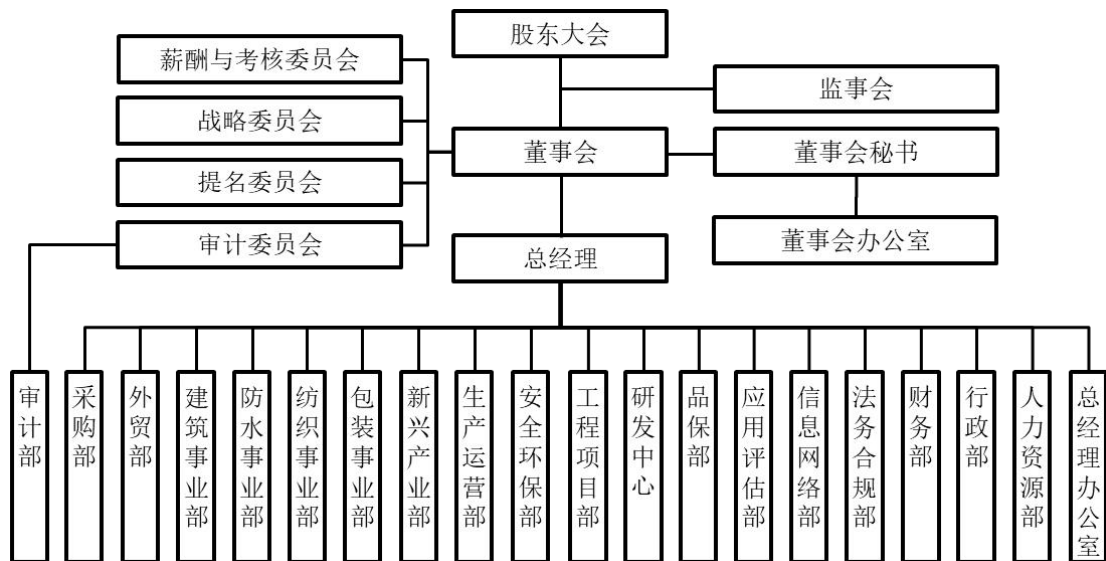 股东大会
薪酬与考核委员会
监事会
战略委员会
董事会
董事会秘书
提名委员会
审计委员会
总经理
董事会办公室
审计部
采购部
外贸部
建筑事业部
防水事业部
纺织事业部
包装事业部
新兴产业部
生产运营部
安全环保部
工程项目部
研发中心
品保部
应用评估部
信息网络部
法务合规部
财务部
行政部
人力资源部
总经理办公室